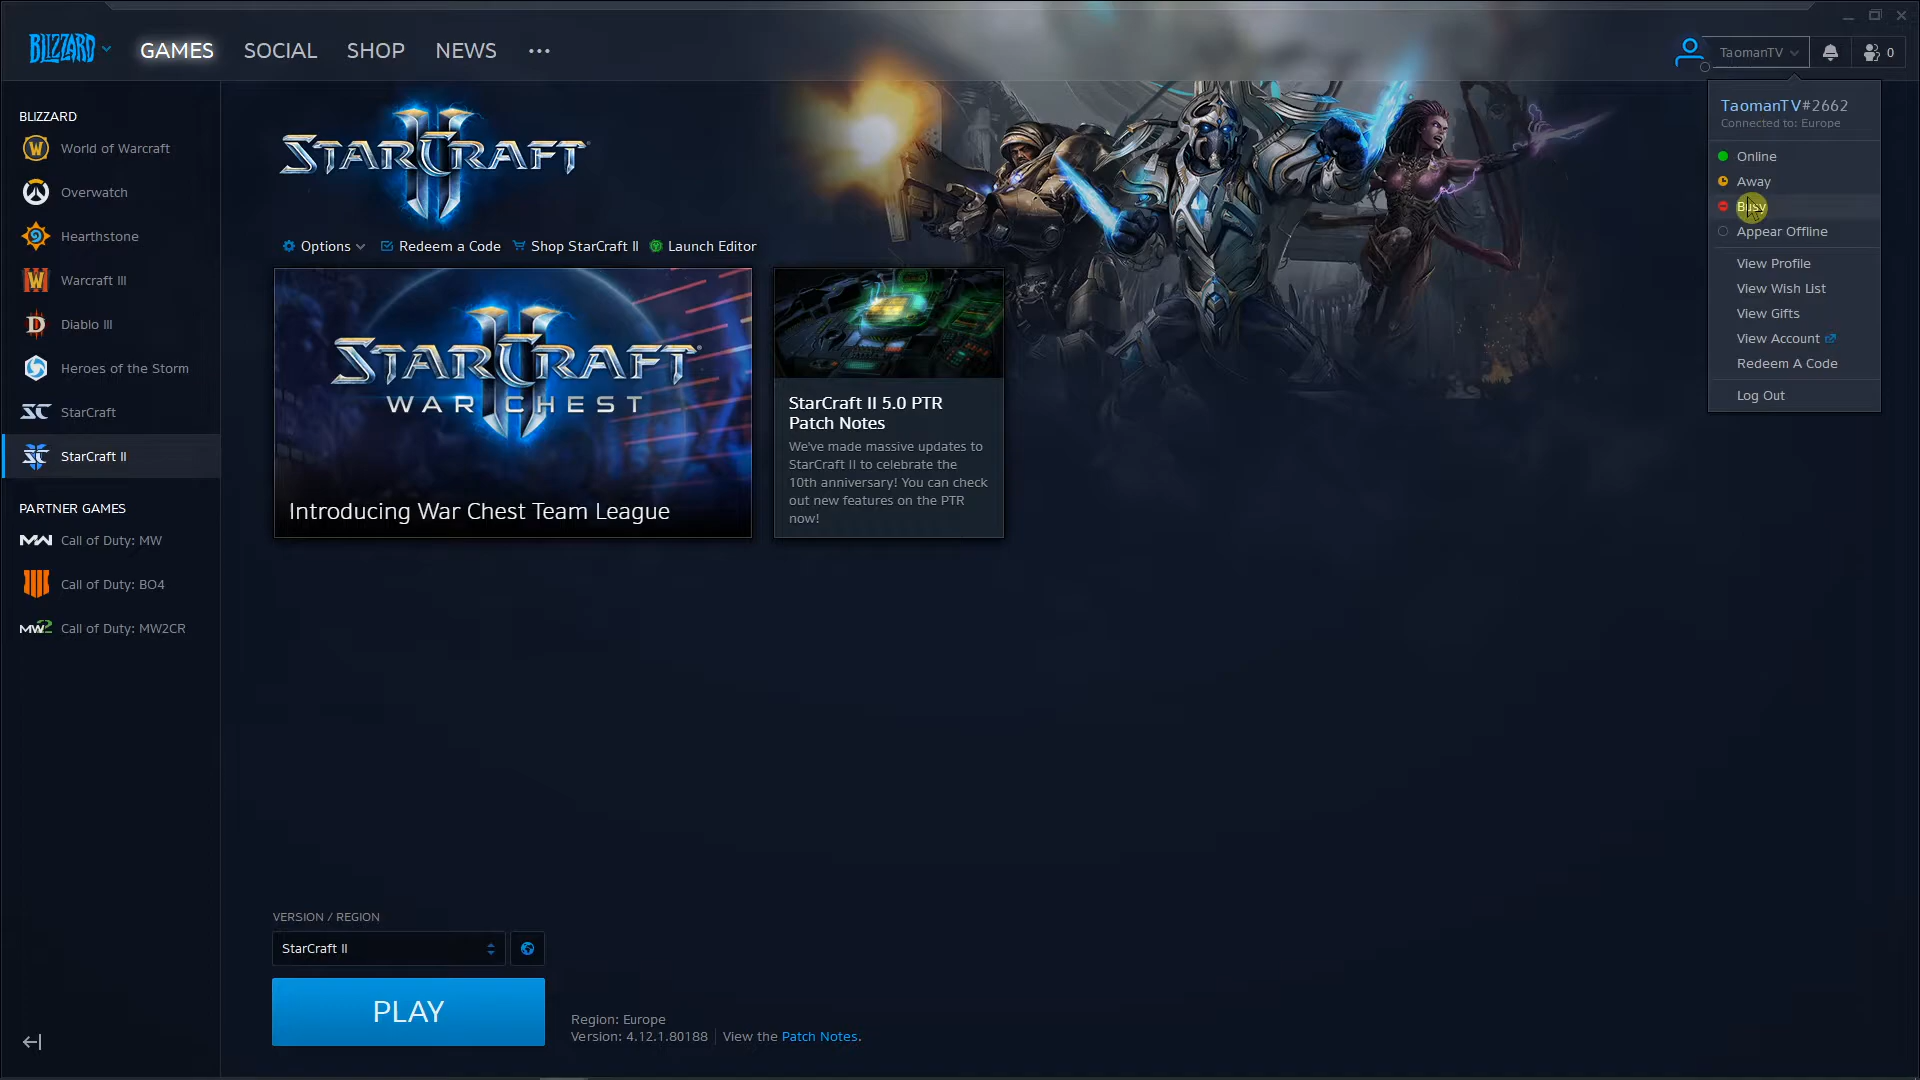 BLIZZARD
GAMES
SOCIAL
SHOP
NEWS
TaomanTV
0
BLIZZARD
World of Warcraft
Overwatch
Hearthstone
Warcraft III
Diablo III
Heroes of the Storm
StarCraft
StarCraft II
PARTNER GAMES
Call of Duty: MW
Call of Duty: BO4
Call of Duty: MW2CR
STARCRAFT II
Options
Redeem a Code
Shop StarCraft II
Launch Editor
STARCRAFT II
WAR CHEST
Introducing War Chest Team League
StarCraft II 5.0 PTR
Patch Notes
We've made massive updates to
StarCraft II to celebrate the
10th anniversary! You can check
out new features on the PTR
now!
TaomanTV#2662
Connected to: Europe
Online
Away
Busy
Appear Offline
View Profile
View Wish List
View Gifts
View Account
Redeem A Code
Log Out
VERSION / REGION
StarCraft II
PLAY
Region: Europe
Version: 4.12.1.80188 | View the Patch Notes.